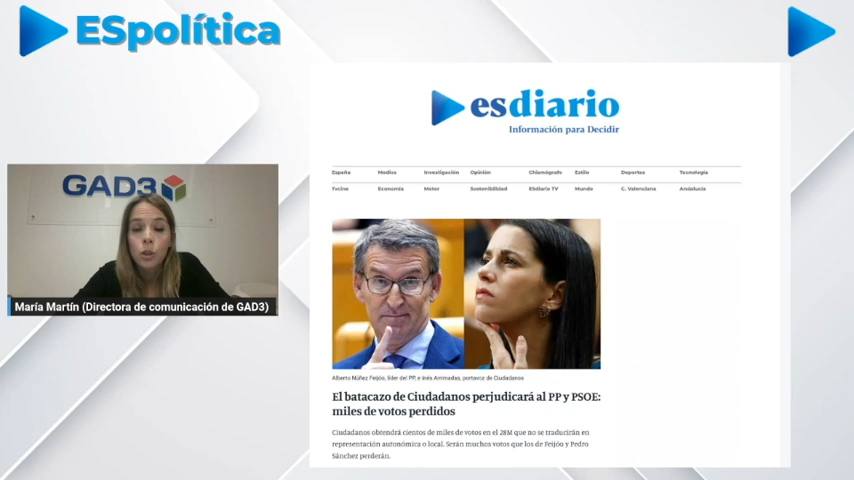 ESpolítica
GAD3
María Martín (Directora de comunicación de GAD3)
esdiario
Información para Decidir
España Medios Investigación Opinión Chismógrafo Estilo Deportes Tecnología
Tvcine Economía Motor Sostenibilidad ESdiario TV Mundo C. Valenciana Andalucía
Alberto Núñez Feijóo, líder del PP, e Inés Arrimadas, portavoz de Ciudadanos
El batacazo de Ciudadanos perjudicará al PP y PSOE:
miles de votos perdidos
Ciudadanos obtendrá cientos de miles de votos en el 28M que no se traducirán en
representación autonómica o local. Serán muchos votos que los de Feijóo y Pedro
Sánchez perderán.